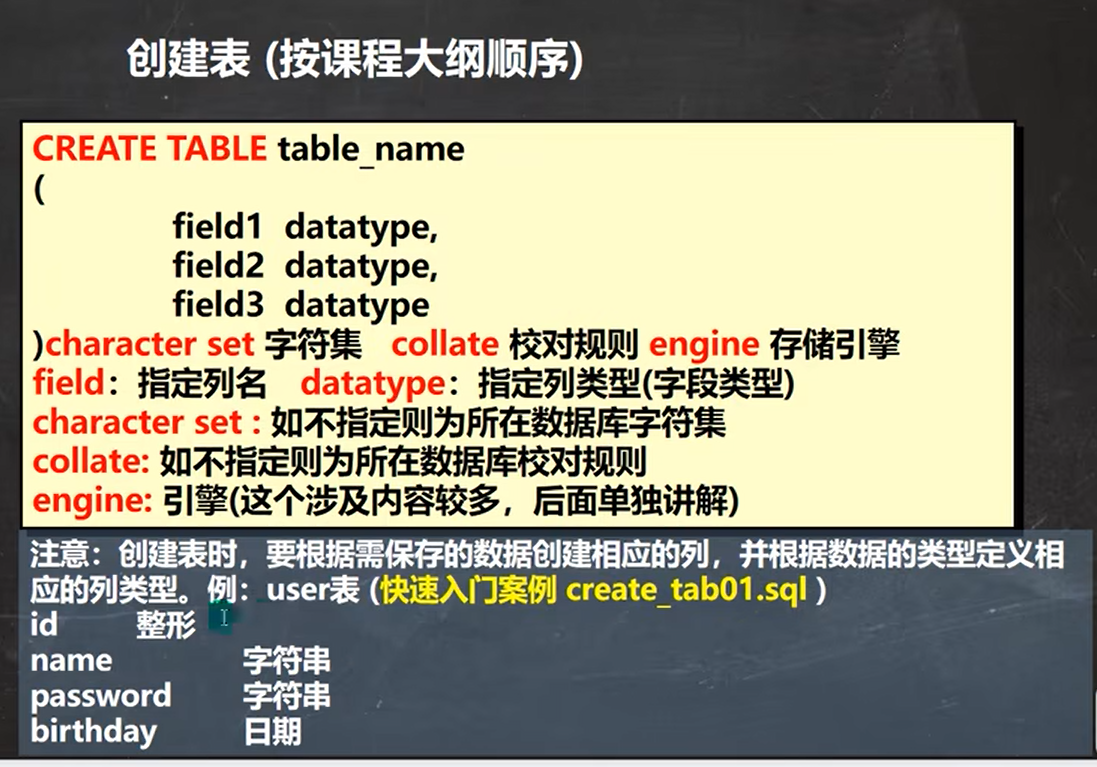 创建表 (按课程大纲顺序)
CREATE TABLE table_name
(
field1 datatype,
field2 datatype,
field3 datatype
)character set 字符集 collate 校对规则 engine 存储引擎
field：指定列名 datatype：指定列类型(字段类型)
character set : 如不指定则为所在数据库字符集
collate: 如不指定则为所在数据库校对规则
engine: 引擎(这个涉及内容较多，后面单独讲解)
注意：创建表时，要根据需保存的数据创建相应的列，并根据数据的类型定义相
应的列类型。例：user表 (快速入门案例 create_tab01.sql )
id 整形
name 字符串
password 字符串
birthday 日期